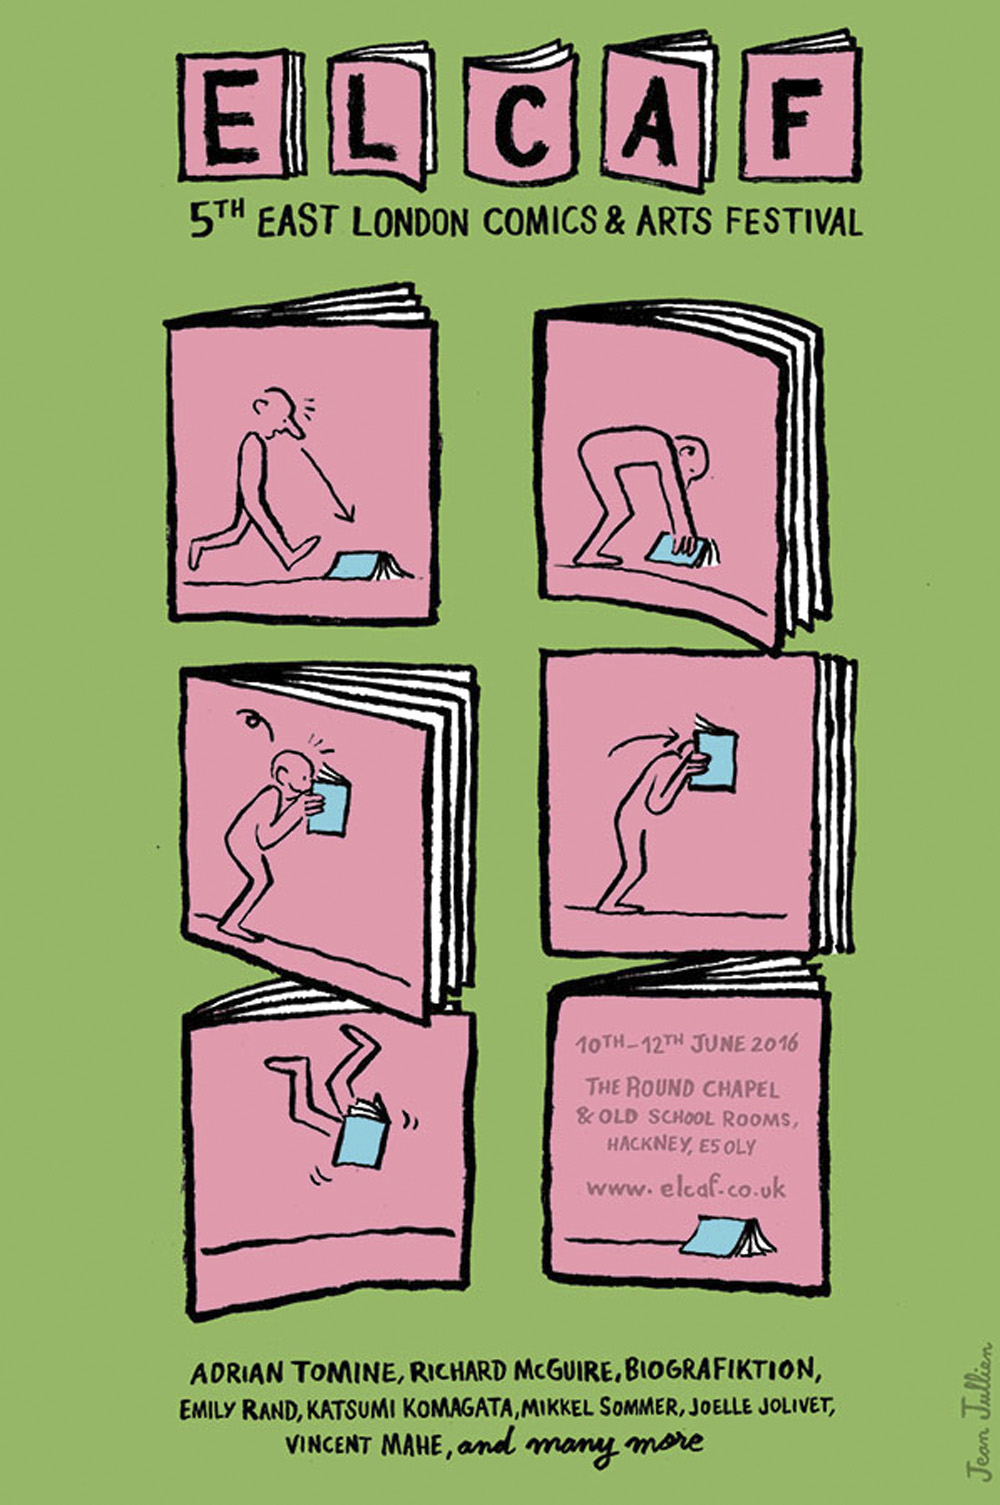 ELCAF
5TH EAST LONDON COMICS & ARTS FESTIVAL
10TH-12TH JUNE 2016
THE ROUND CHAPEL
& OLD SCHOOL ROOMS,
HACKNEY, E5 0LY
www.elcaf.co.uk
ADRIAN TOMINE, RICHARD McGUIRE, BIOGRAFIKTION,
EMILY RAND, KATSUMI KOMAGATA, MIKKEL SOMMER, JOELLE JOLIVET,
VINCENT MAHE, and many more
Jean Jullien